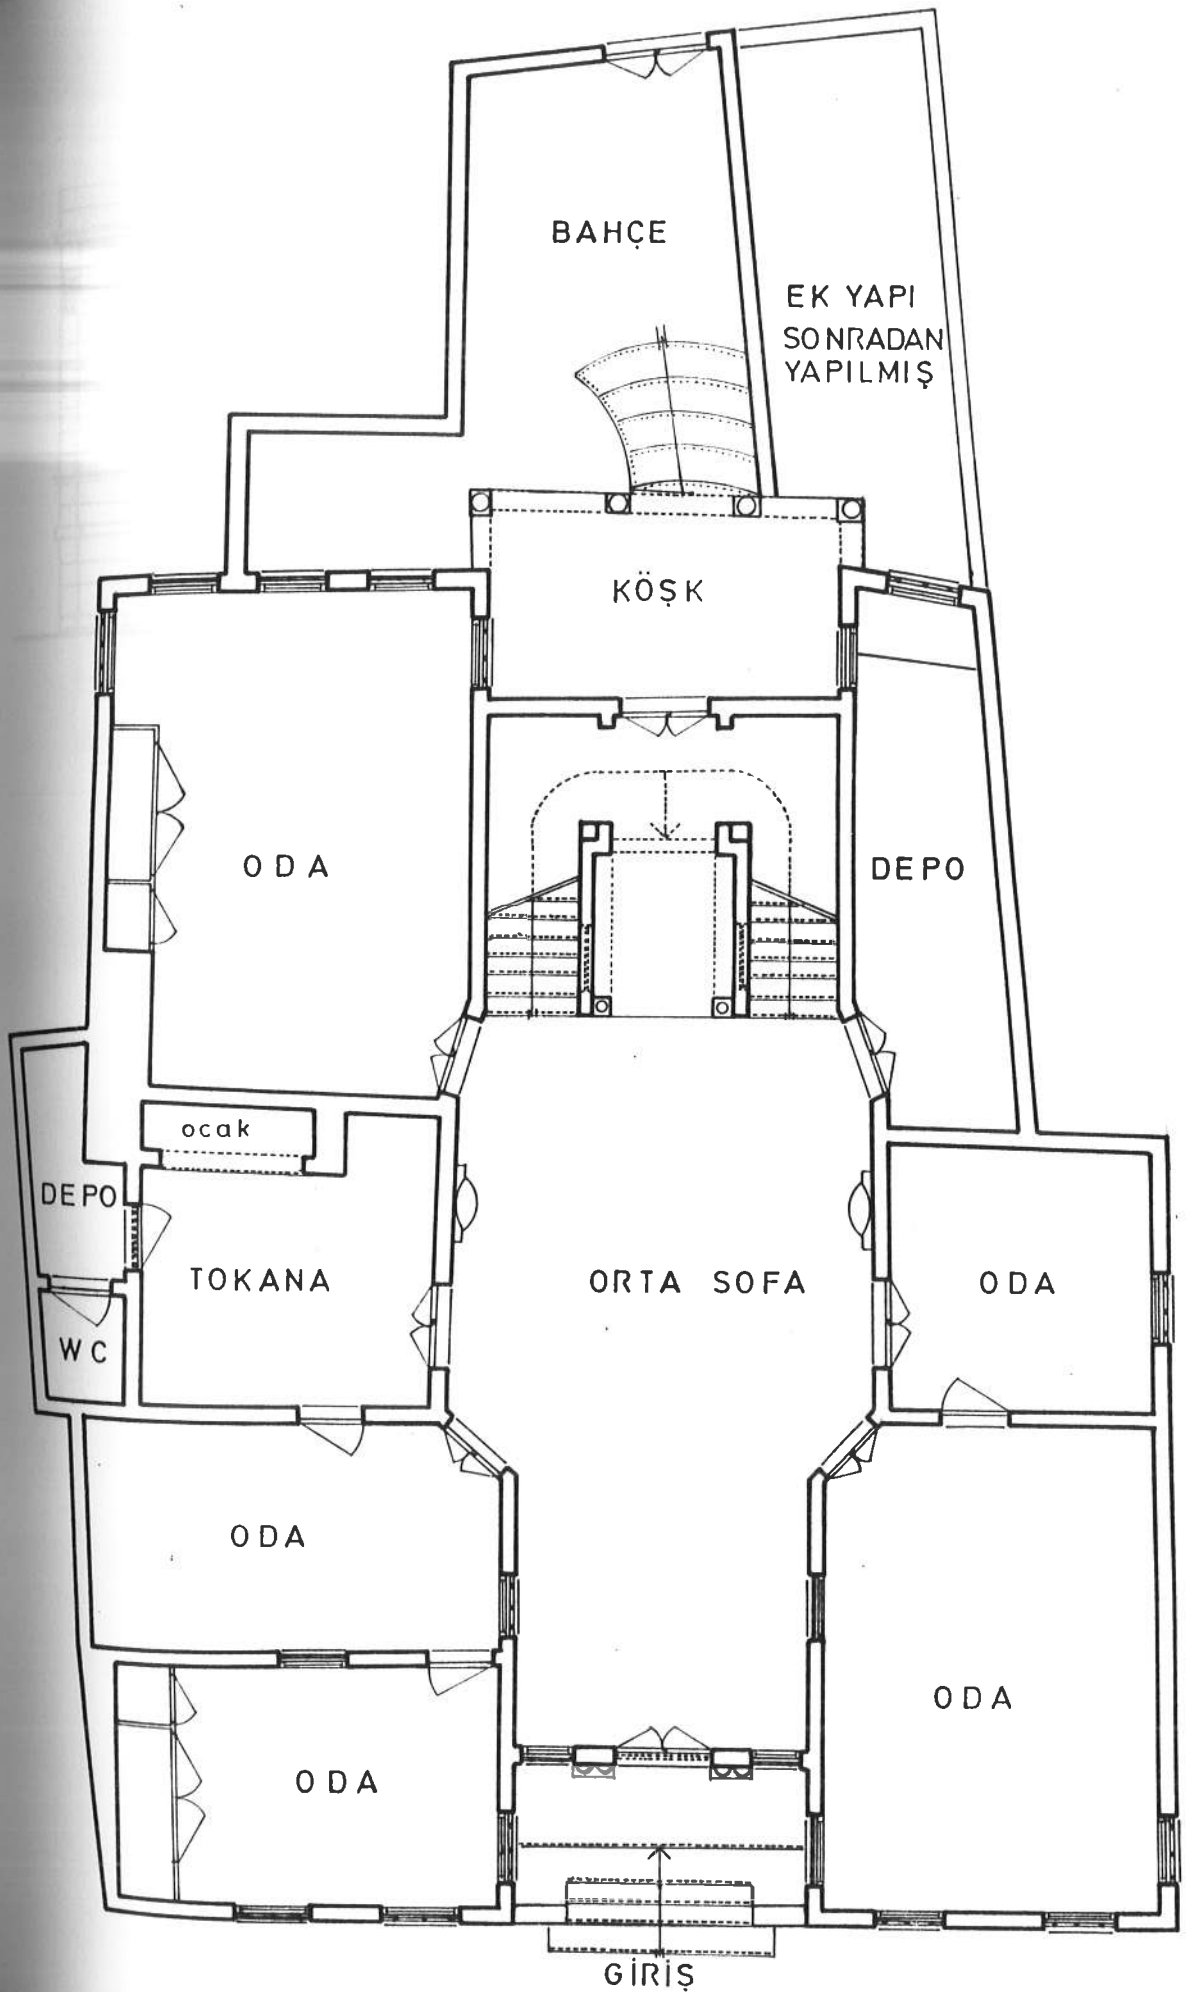 BAHÇE
EK YAPI
SONRADAN
YAPILMIŞ
KÖŞK
ODA
DEPO
ocak
DEPO
TOKANA
ORTA SOFA
ODA
WC
ODA
ODA
ODA
GİRİŞ